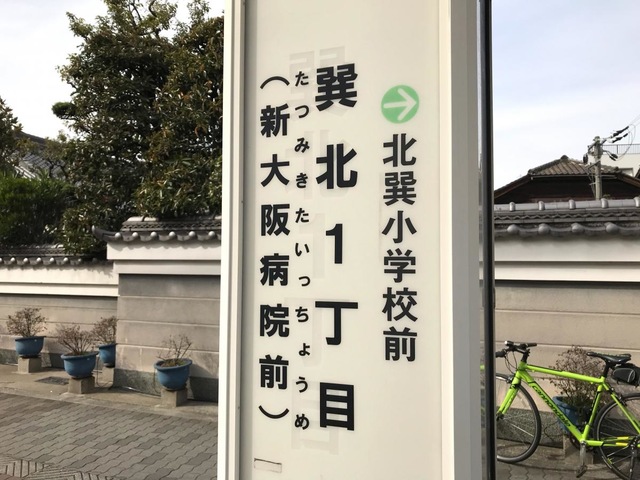 北巽小学校前
巽北1丁目
たつみきたいっちょうめ
(新大阪病院前)